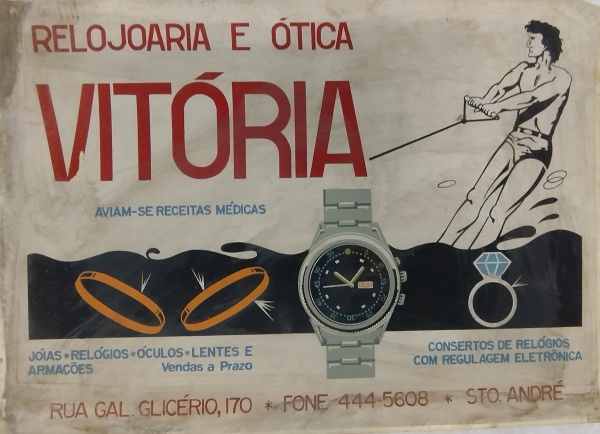 RELOJOARIA E ÓTICA
VITÓRIA
AVIAM-SE RECEITAS MÉDICAS
JÓIAS * RELÓGIOS * ÓCULOS * LENTES E
ARMAÇÕES Vendas a Prazo
CONSERTOS DE RELÓGIOS
COM REGULAGEM ELETRÔNICA
RUA GAL. GLICÉRIO, 170 * FONE 444-5608 * STO. ANDRÉ